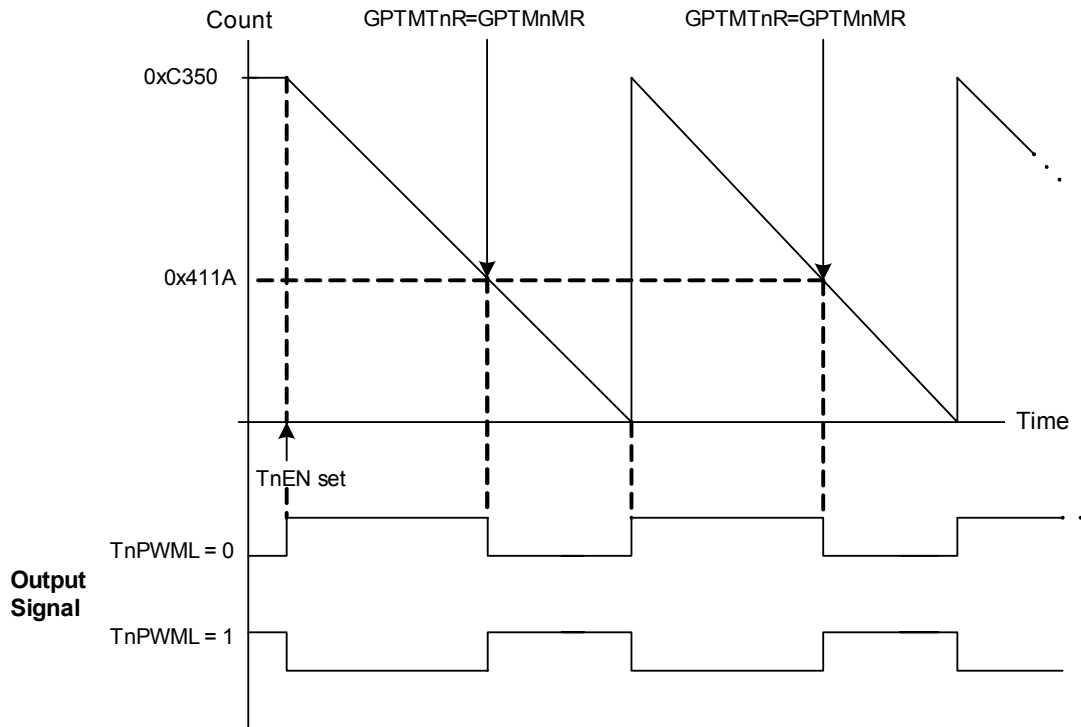 Count
GPTMTnR=GPTMnMR
GPTMTnR=GPTMnMR
0xC350
0x411A
Time
TnEN set
TnPWML = 0
Output
Signal
TnPWML = 1